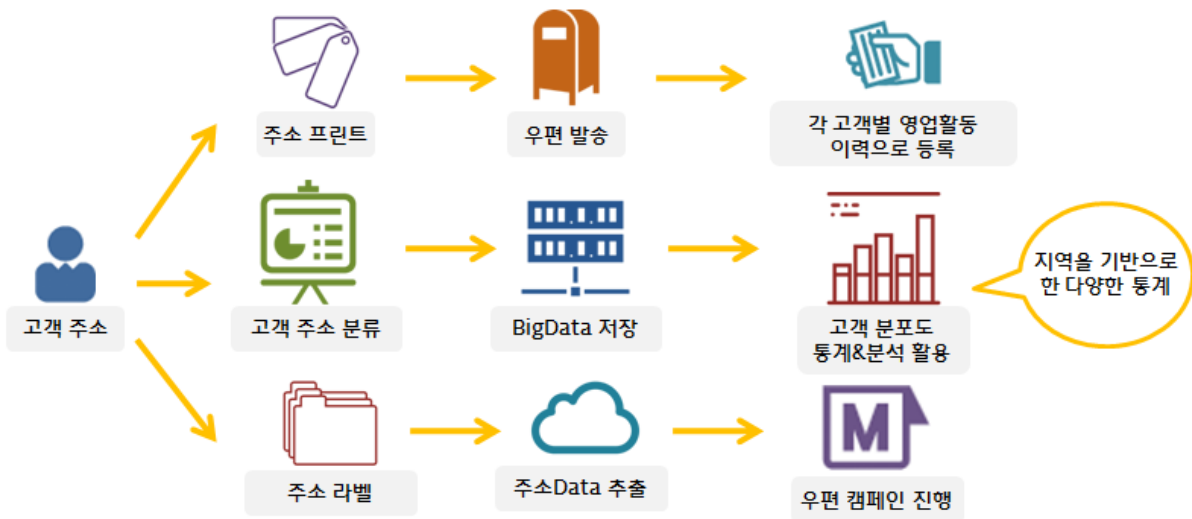 주소 프린트
우편 발송
각 고객별 영업활동
이력으로 등록
고객 주소
고객 주소 분류
BigData 저장
고객 분포도
통계&분석 활용
지역을 기반으로
한 다양한 통계
주소 라벨
주소Data 추출
M
우편 캠페인 진행